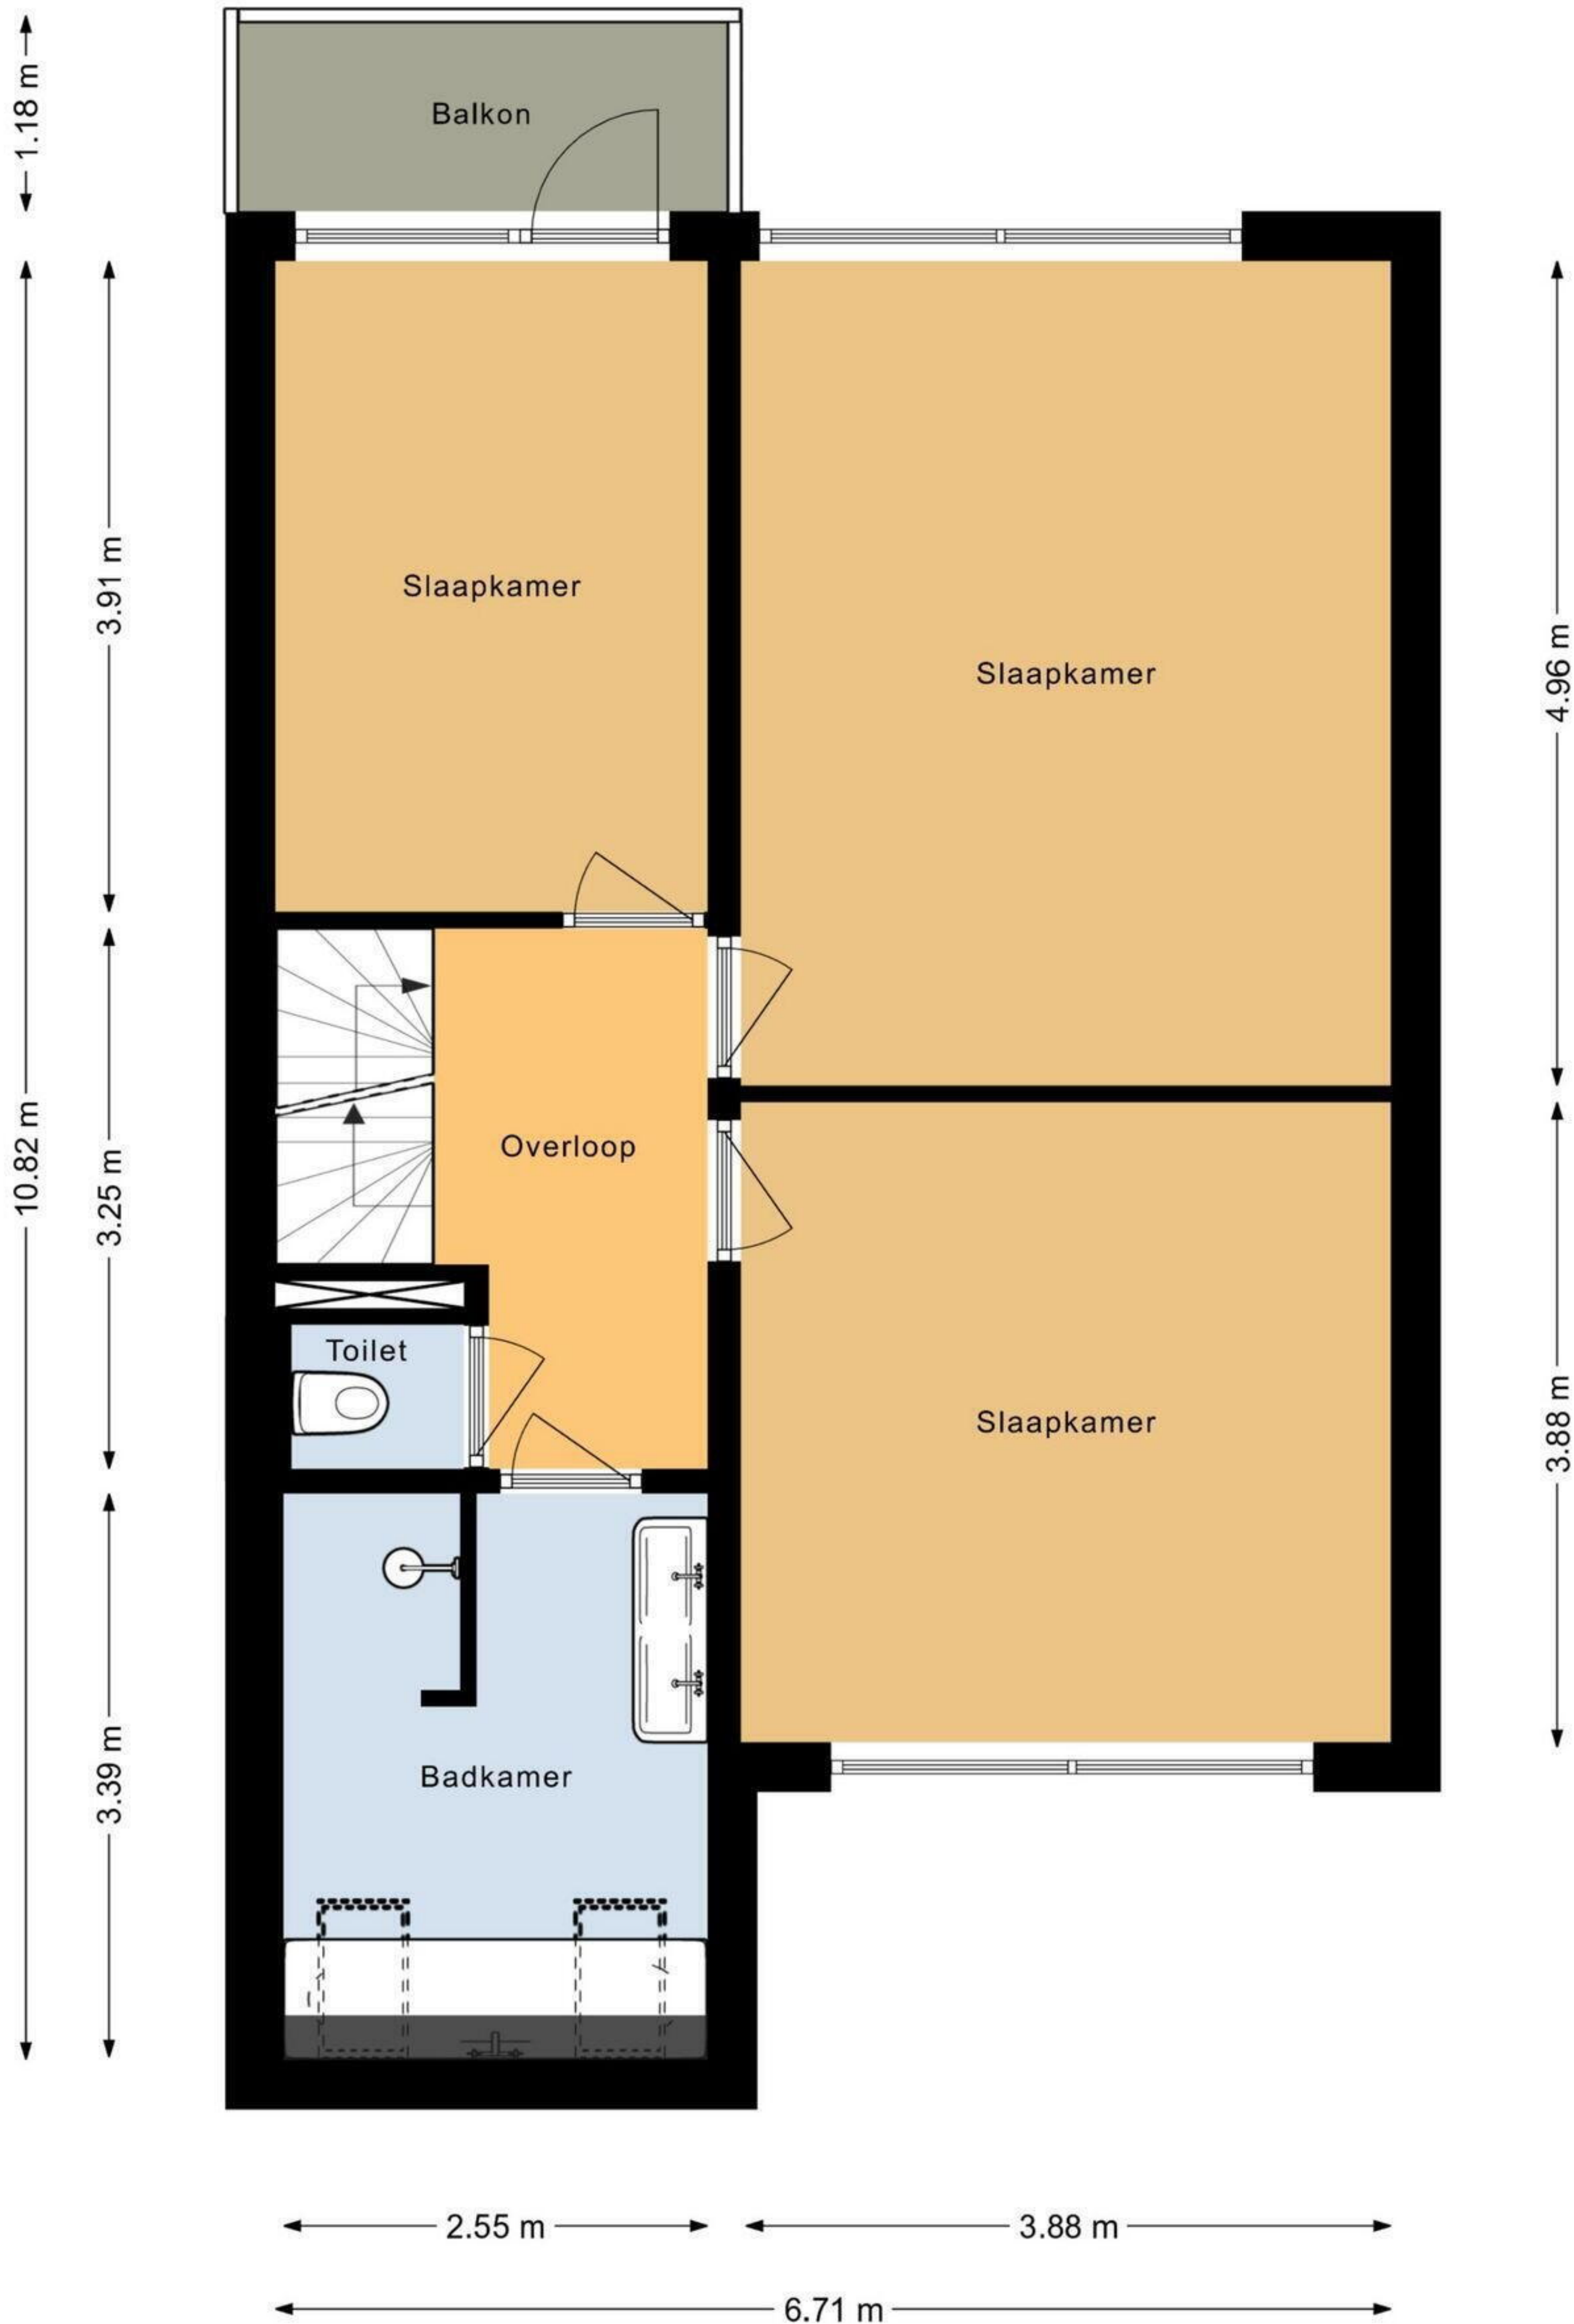 1.18 m
Balkon
3.91 m
Slaapkamer
Slaapkamer
4.96 m
10.82 m
3.25 m
Overloop
Toilet
Slaapkamer
3.88 m
3.39 m
Badkamer
2.55 m
3.88 m
6.71 m